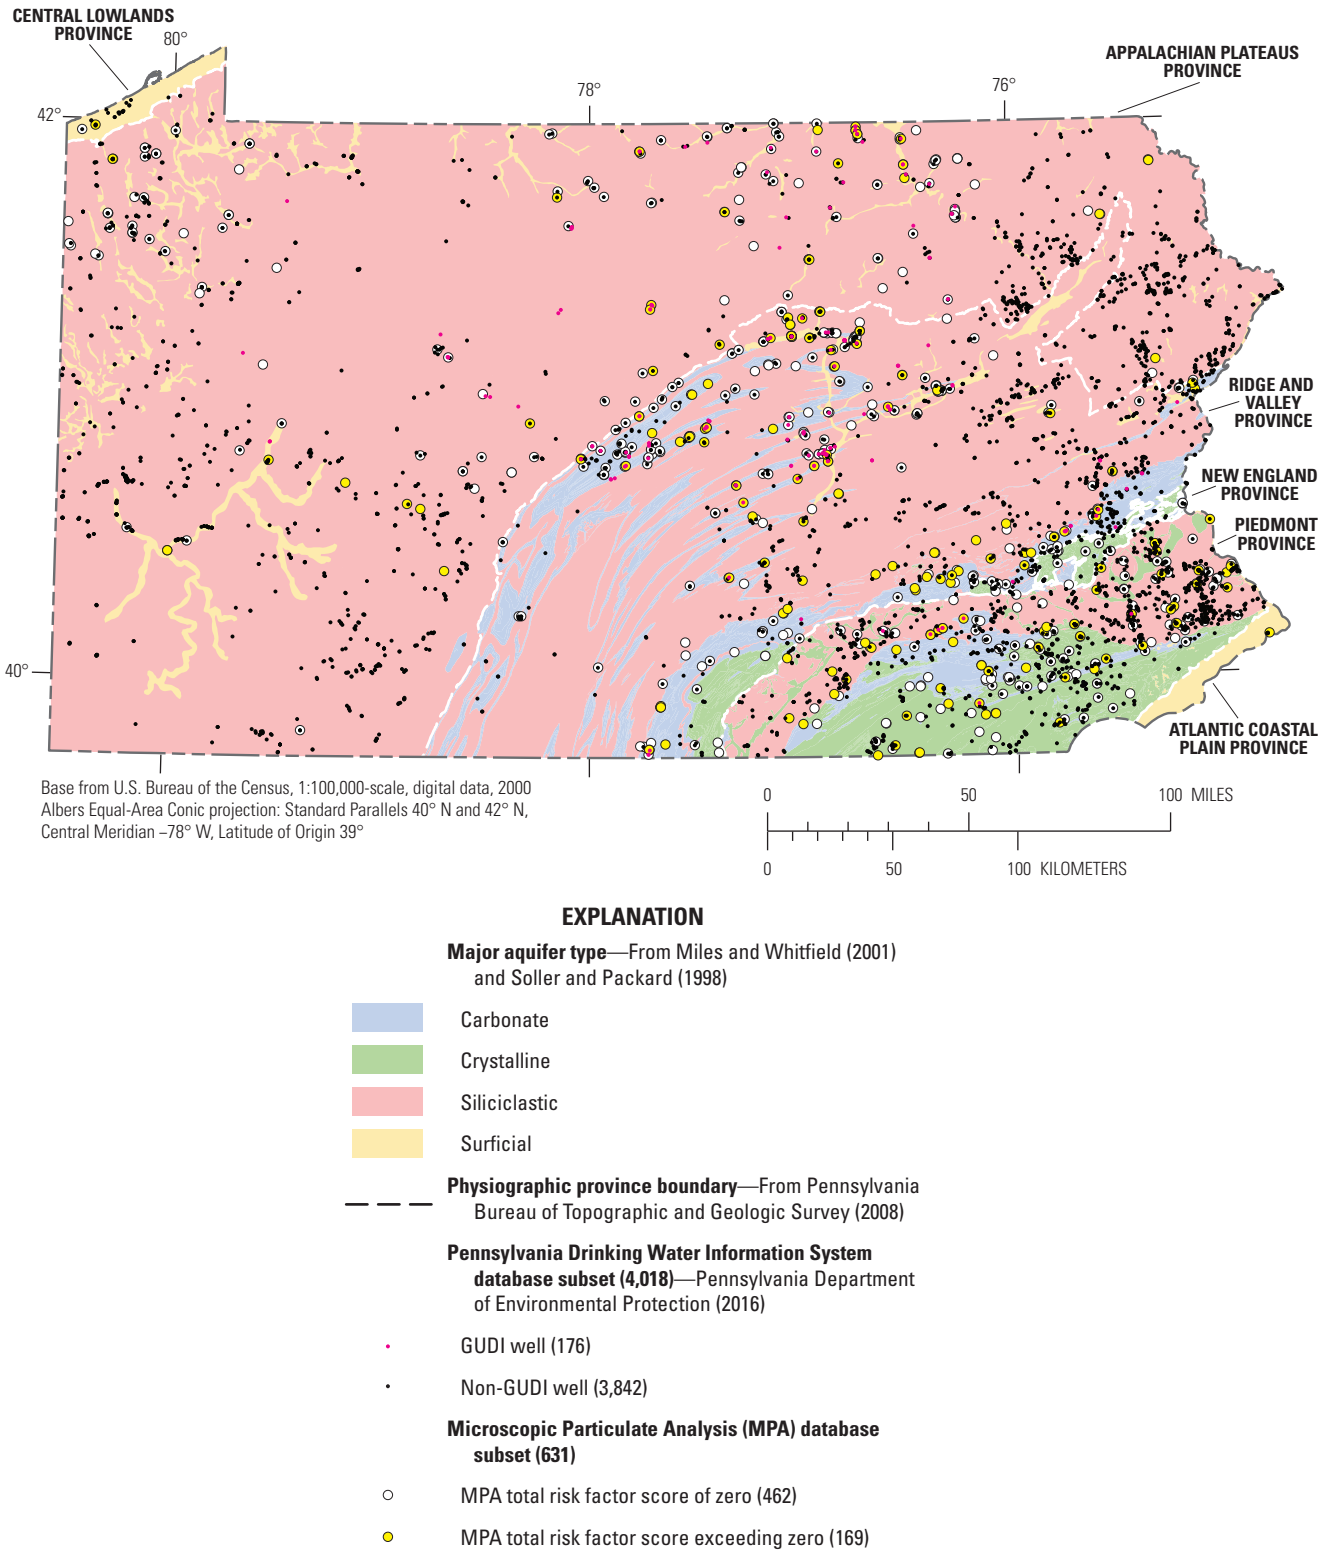 CENTRAL LOWLANDS
PROVINCE
80°
APPALACHIAN PLATEAUS
PROVINCE
78°
76°
42°
RIDGE AND
VALLEY
PROVINCE
NEW ENGLAND
PROVINCE
PIEDMONT
PROVINCE
40°
ATLANTIC COASTAL
PLAIN PROVINCE
Base from U.S. Bureau of the Census, 1:100,000-scale, digital data, 2000
Albers Equal-Area Conic projection: Standard Parallels 40° N and 42° N,
Central Meridian –78° W, Latitude of Origin 39°
0 50 100 MILES
0 50 100 KILOMETERS
EXPLANATION
Major aquifer type—From Miles and Whitfield (2001)
and Soller and Packard (1998)
Carbonate
Crystalline
Siliciclastic
Surficial
Physiographic province boundary—From Pennsylvania
Bureau of Topographic and Geologic Survey (2008)
Pennsylvania Drinking Water Information System
database subset (4,018)—Pennsylvania Department
of Environmental Protection (2016)
GUDI well (176)
Non-GUDI well (3,842)
Microscopic Particulate Analysis (MPA) database
subset (631)
MPA total risk factor score of zero (462)
MPA total risk factor score exceeding zero (169)